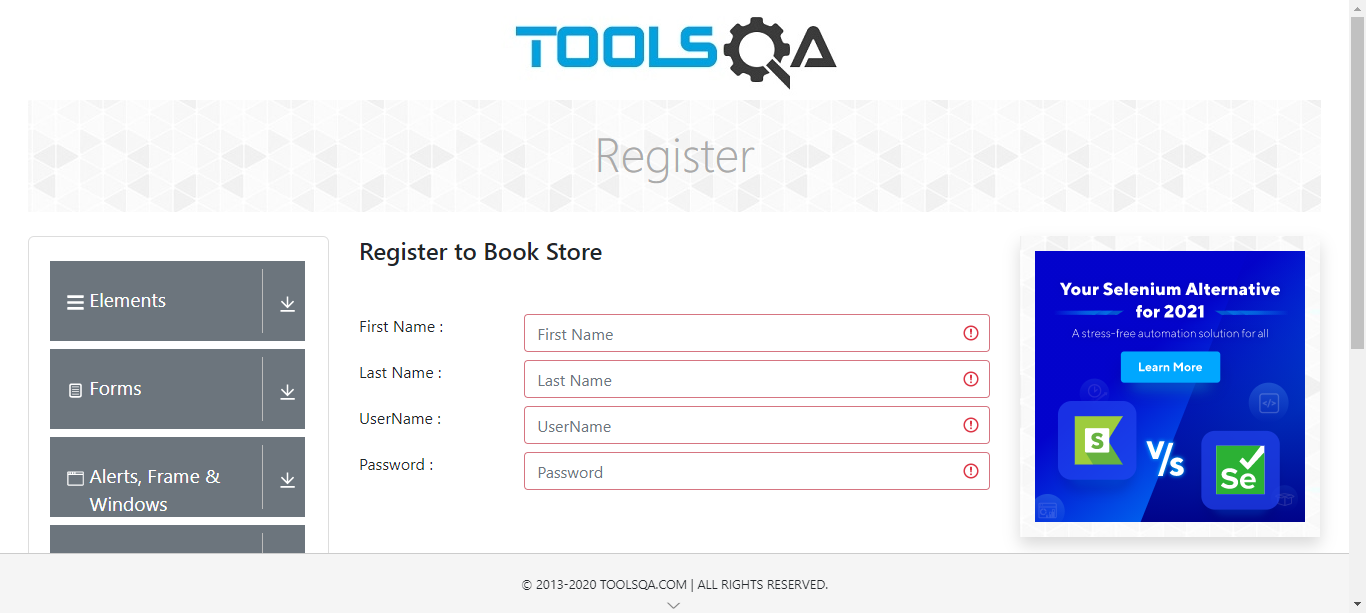 TOOLSQA
Register
Elements
Forms
Alerts, Frame &
Windows
Register to Book Store
First Name :
First Name
Last Name :
Last Name
UserName :
UserName
Password :
Password
Your Selenium Alternative
for 2021
A stress-free automation solution for all
Learn More
S
V/s
Se
© 2013-2020 TOOLSQA.COM | ALL RIGHTS RESERVED.